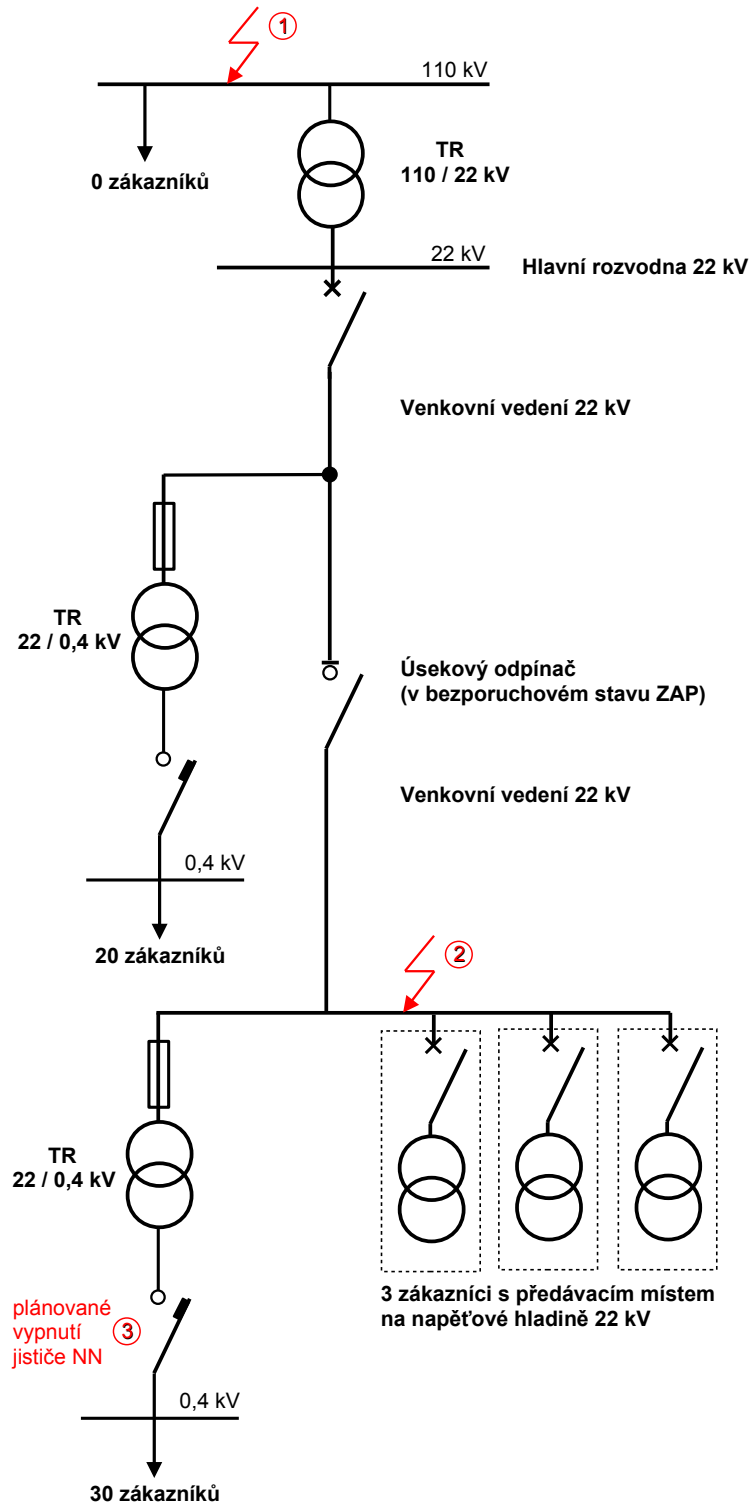 ①
110 kV
TR
110 / 22 kV
0 zákazníků
22 kV
Hlavní rozvodna 22 kV
Venkovní vedení 22 kV
TR
22 / 0,4 kV
Úsekový odpínač
(v bezporuchovém stavu ZAP)
Venkovní vedení 22 kV
0,4 kV
20 zákazníků
②
TR
22 / 0,4 kV
3 zákazníci s předávacím místem
na napěťové hladině 22 kV
plánované
vypnutí ③
jističe NN
0,4 kV
30 zákazníků